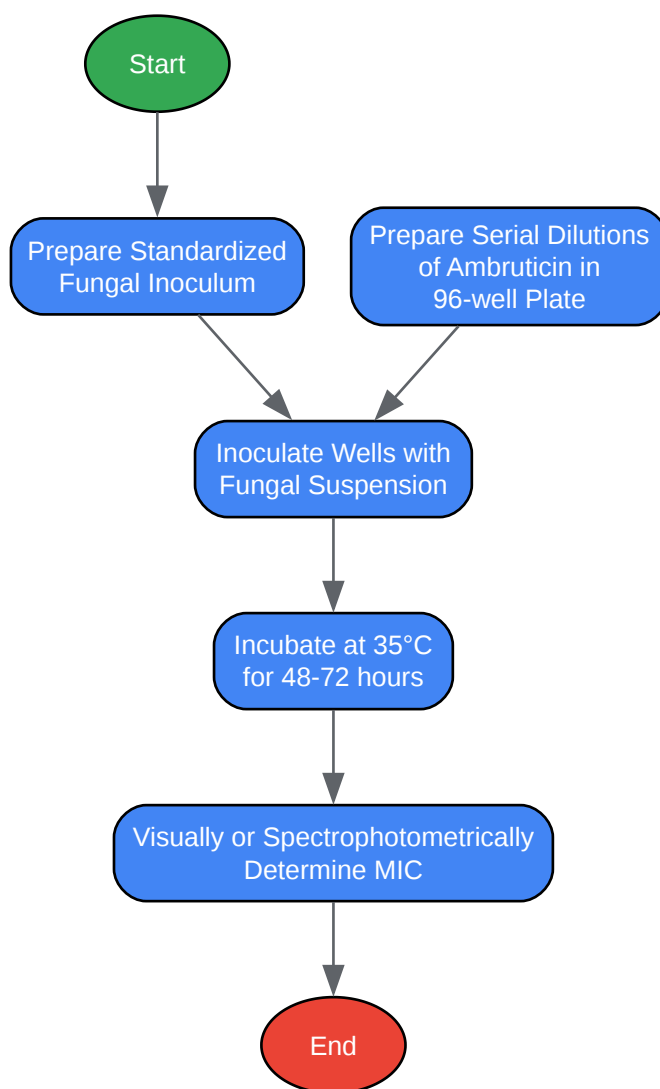 Start
Prepare Standardized
Fungal Inoculum
Prepare Serial Dilutions
of Ambruticin in
96-well Plate
Inoculate Wells with
Fungal Suspension
Incubate at 35°C
for 48-72 hours
Visually or Spectrophotometrically
Determine MIC
End